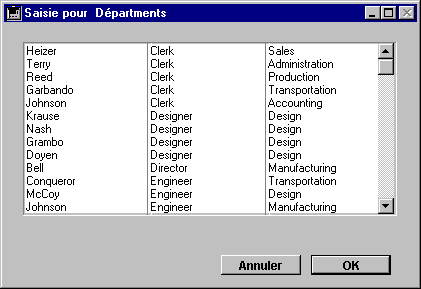 Saisie pour Départments
Heizer Clerk Sales
Terry Clerk Administration
Reed Clerk Production
Garbando Clerk Transportation
Johnson Clerk Accounting
Krause Designer Design
Nash Designer Design
Grambo Designer Design
Doyen Designer Design
Bell Director Manufacturing
Conqueror Engineer Transportation
McCoy Engineer Design
Johnson Engineer Manufacturing
Annuler OK